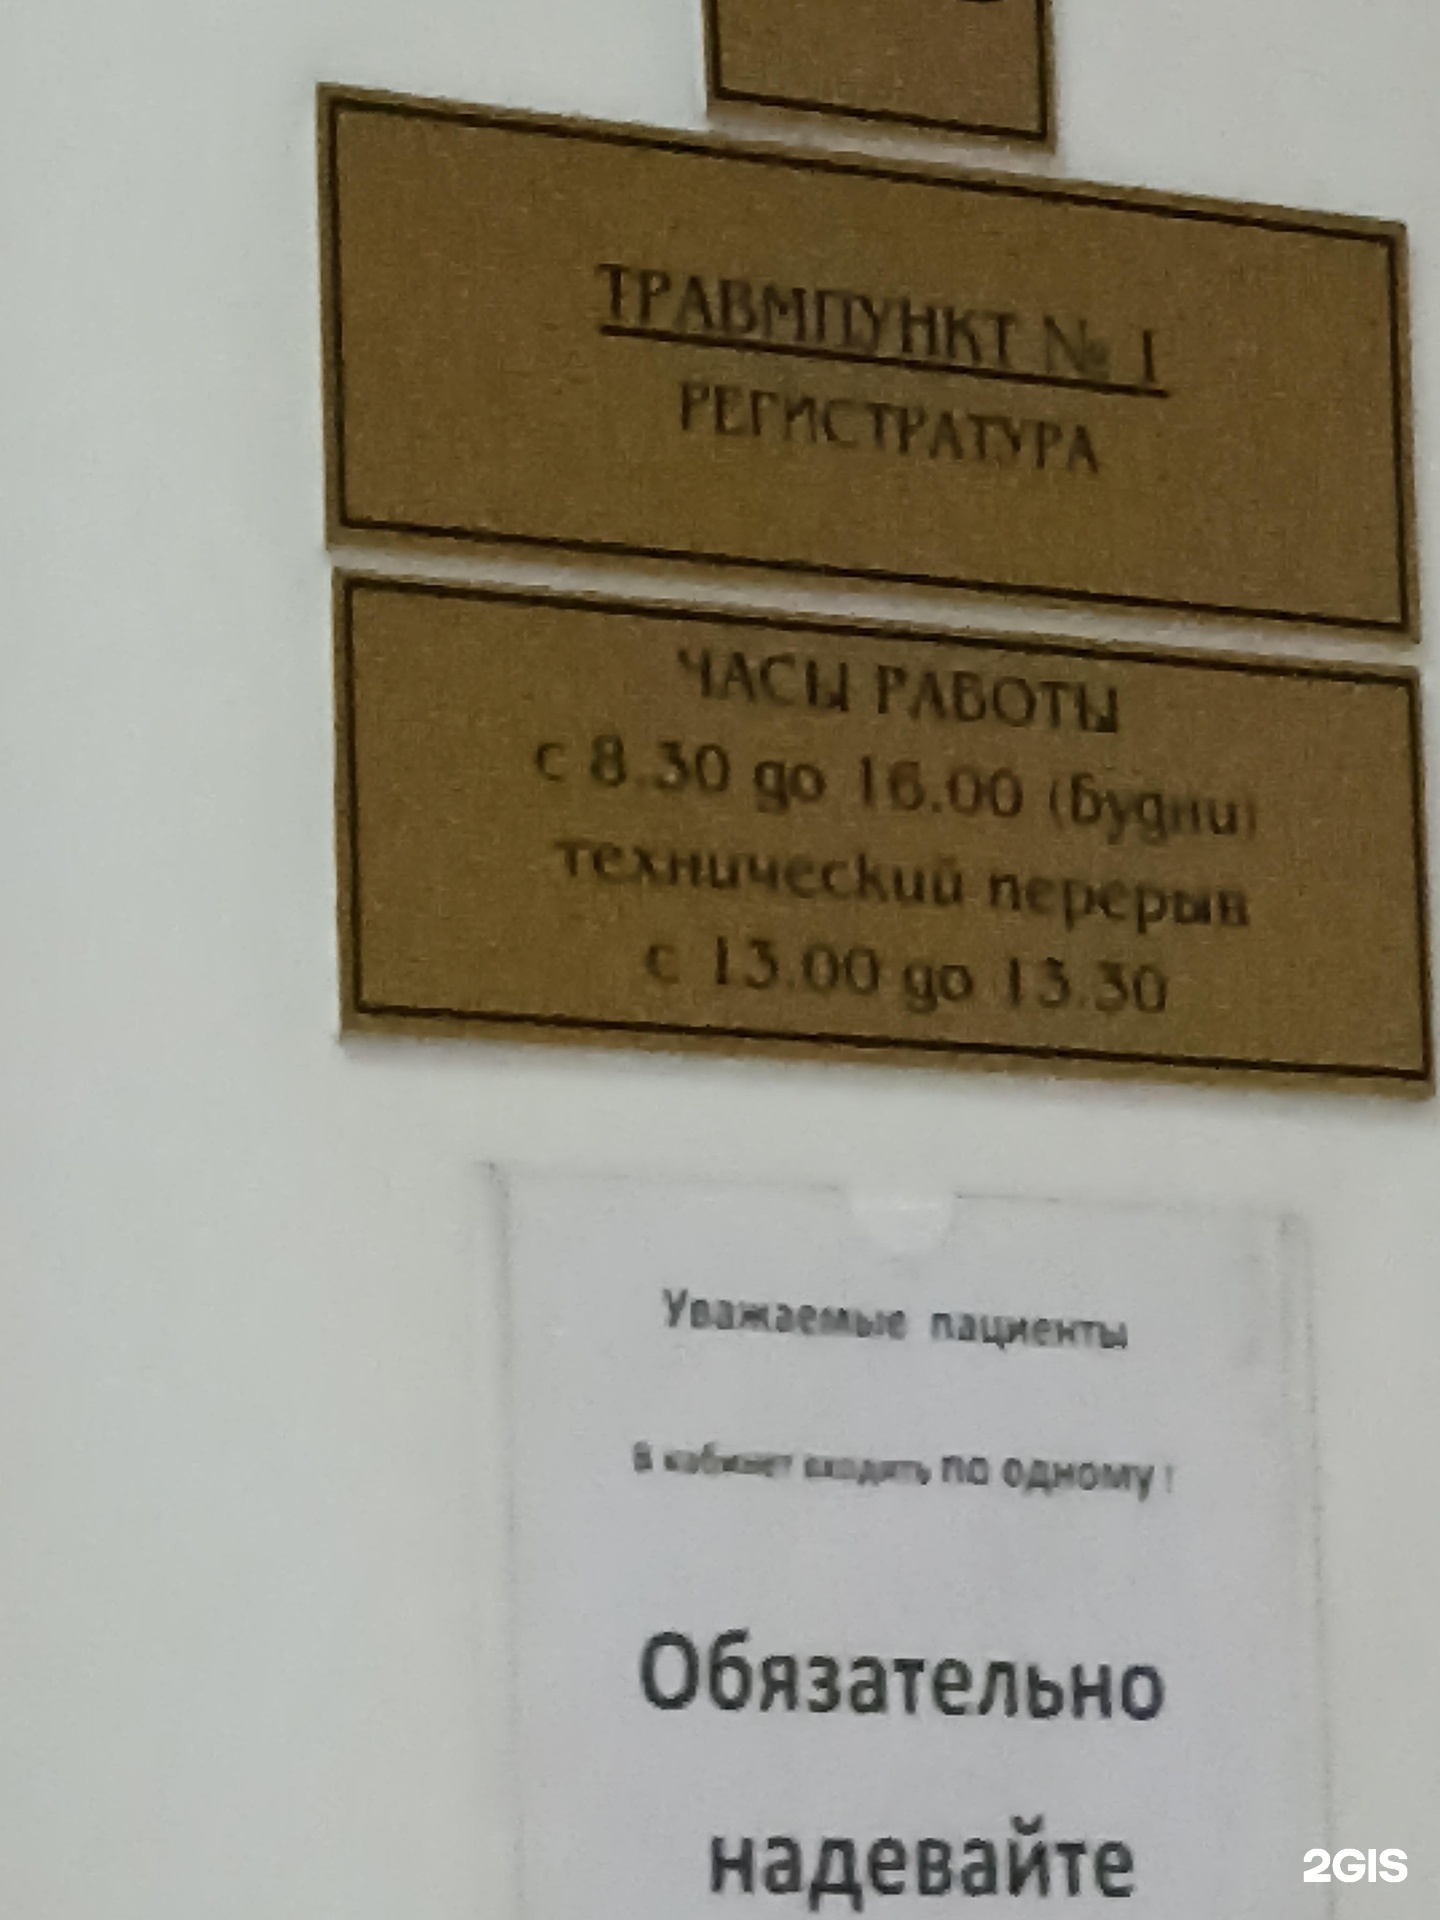 ТРАВМПУНКТ № 1
РЕГИСТРАТУРА
ЧАСЫ РАБОТЫ
с 8.30 до 16.00 (будни)
технический перерыв
с 13.00 до 13.30
Уважаемые пациенты
В кабинет входить по одному !
Обязательно
надевайте
2GIS